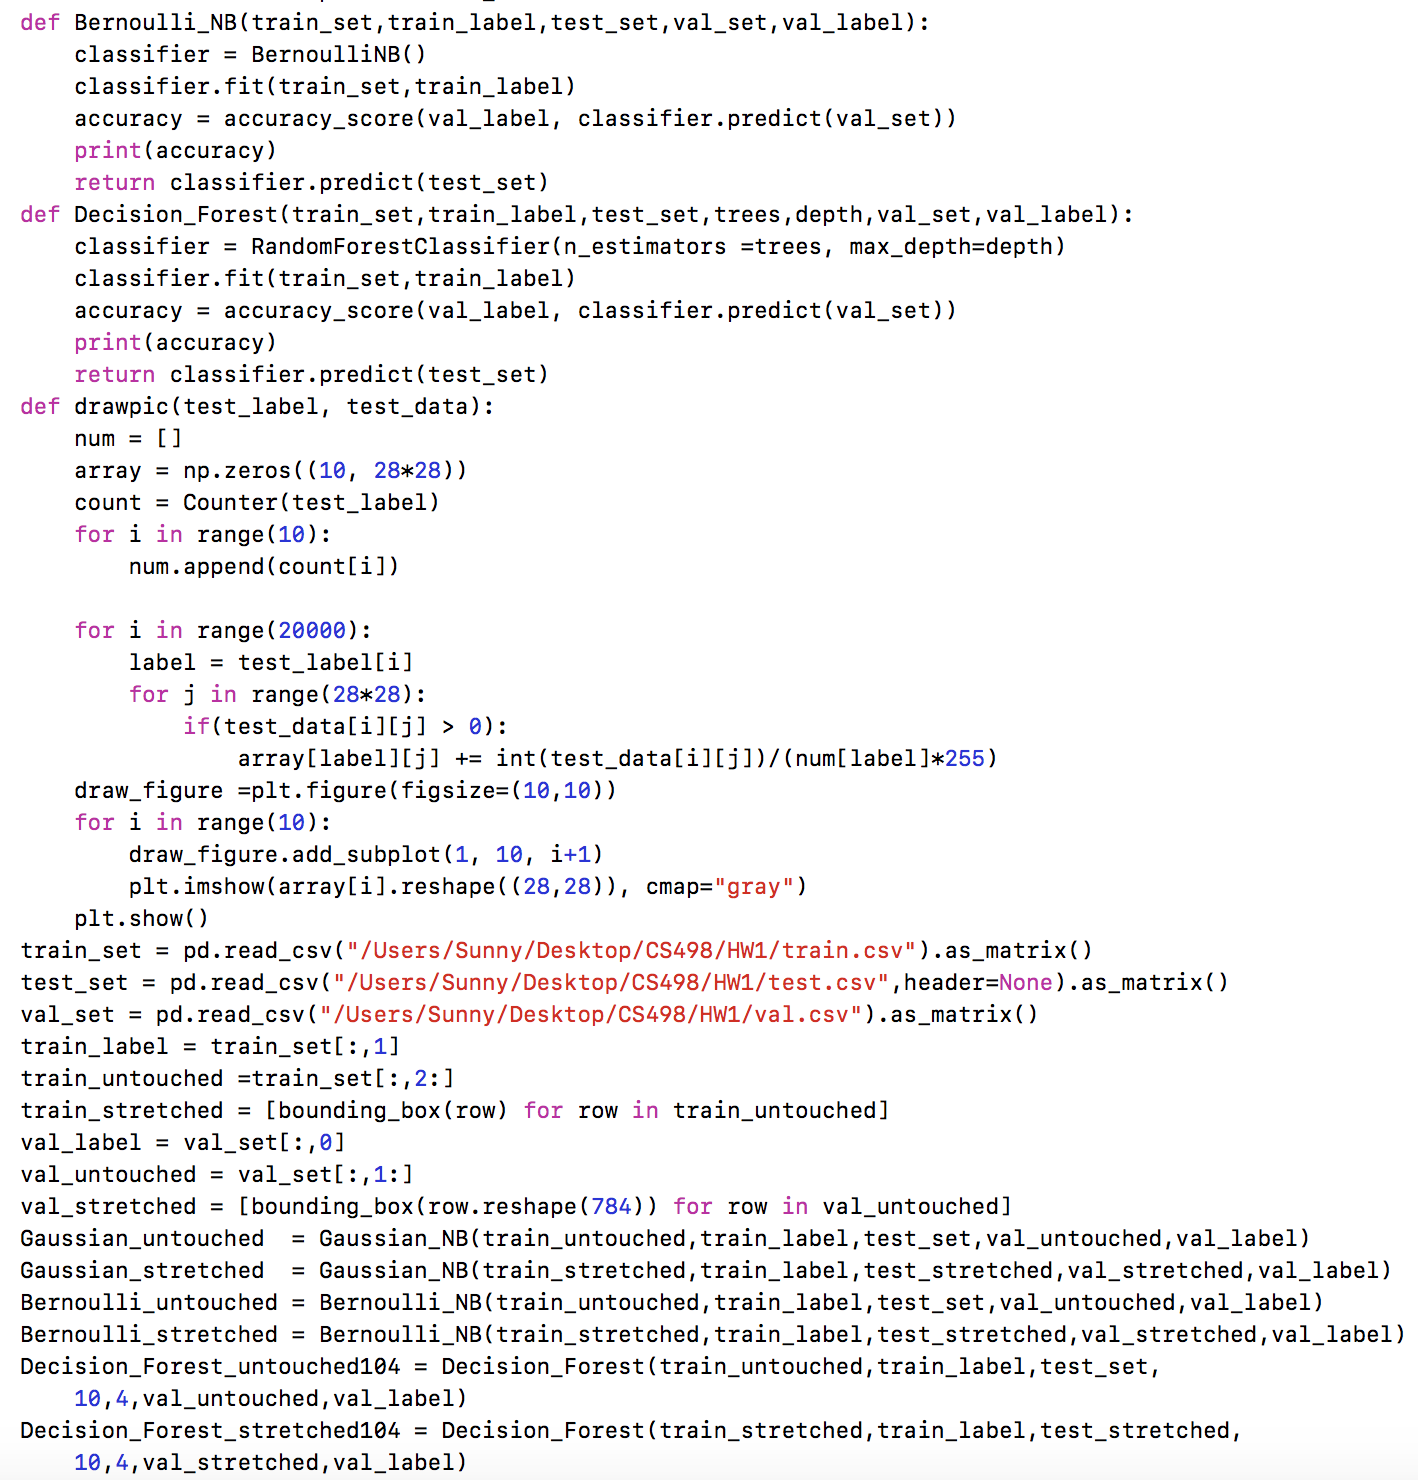 def Bernoulli_NB(train_set,train_label,test_set,val_set,val_label):
    classifier = BernoulliNB()
    classifier.fit(train_set,train_label)
    accuracy = accuracy_score(val_label, classifier.predict(val_set))
    print(accuracy)
    return classifier.predict(test_set)
def Decision_Forest(train_set,train_label,test_set,trees,depth,val_set,val_label):
    classifier = RandomForestClassifier(n_estimators =trees, max_depth=depth)
    classifier.fit(train_set,train_label)
    accuracy = accuracy_score(val_label, classifier.predict(val_set))
    print(accuracy)
    return classifier.predict(test_set)
def drawpic(test_label, test_data):
    num = []
    array = np.zeros((10, 28*28))
    count = Counter(test_label)
    for i in range(10):
        num.append(count[i])

    for i in range(20000):
        label = test_label[i]
        for j in range(28*28):
            if(test_data[i][j] > 0):
                array[label][j] += int(test_data[i][j])/(num[label]*255)
    draw_figure =plt.figure(figsize=(10,10))
    for i in range(10):
        draw_figure.add_subplot(1, 10, i+1)
        plt.imshow(array[i].reshape((28,28)), cmap="gray")
    plt.show()
train_set = pd.read_csv("/Users/Sunny/Desktop/CS498/HW1/train.csv").as_matrix()
test_set = pd.read_csv("/Users/Sunny/Desktop/CS498/HW1/test.csv",header=None).as_matrix()
val_set = pd.read_csv("/Users/Sunny/Desktop/CS498/HW1/val.csv").as_matrix()
train_label = train_set[:,1]
train_untouched =train_set[:,2:]
train_stretched = [bounding_box(row) for row in train_untouched]
val_label = val_set[:,0]
val_untouched = val_set[:,1:]
val_stretched = [bounding_box(row.reshape(784)) for row in val_untouched]
Gaussian_untouched  = Gaussian_NB(train_untouched,train_label,test_set,val_untouched,val_label)
Gaussian_stretched  = Gaussian_NB(train_stretched,train_label,test_stretched,val_stretched,val_label)
Bernoulli_untouched = Bernoulli_NB(train_untouched,train_label,test_set,val_untouched,val_label)
Bernoulli_stretched = Bernoulli_NB(train_stretched,train_label,test_stretched,val_stretched,val_label)
Decision_Forest_untouched104 = Decision_Forest(train_untouched,train_label,test_set,
    10,4,val_untouched,val_label)
Decision_Forest_stretched104 = Decision_Forest(train_stretched,train_label,test_stretched,
    10,4,val_stretched,val_label)